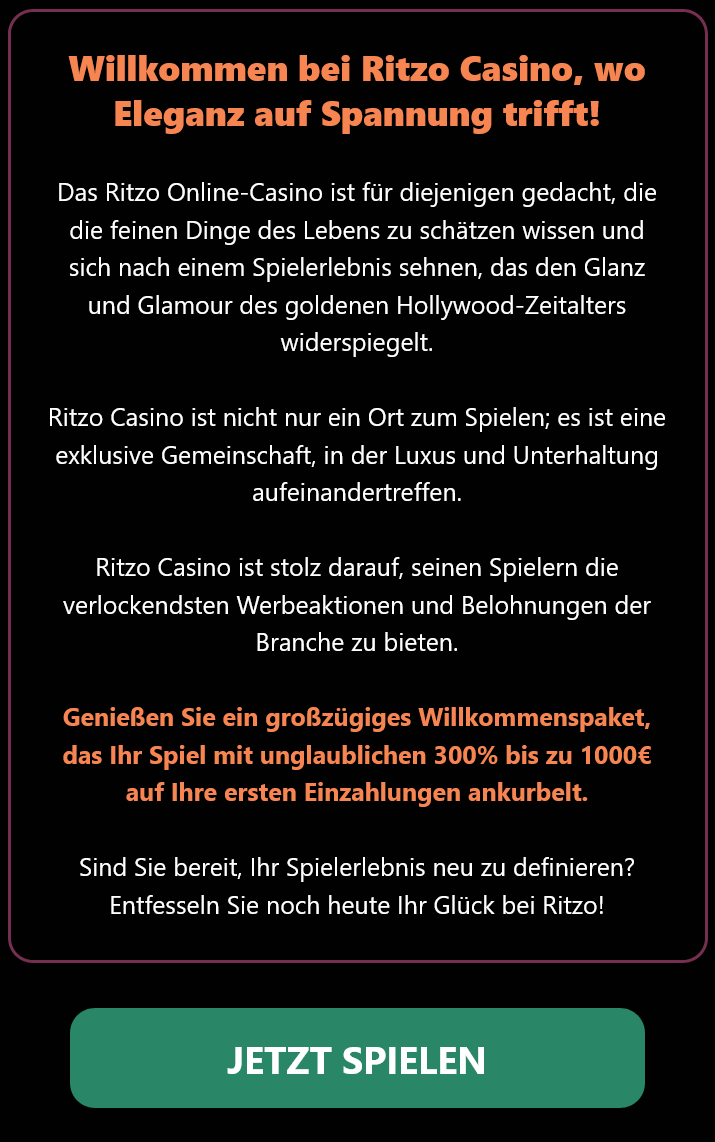 Willkommen bei Ritzo Casino, wo
Eleganz auf Spannung trifft!
Das Ritzo Online-Casino ist für diejenigen gedacht, die
die feinen Dinge des Lebens zu schätzen wissen und
sich nach einem Spielerlebnis sehnen, das den Glanz
und Glamour des goldenen Hollywood-Zeitalters
widerspiegelt.
Ritzo Casino ist nicht nur ein Ort zum Spielen; es ist eine
exklusive Gemeinschaft, in der Luxus und Unterhaltung
aufeinandertreffen.
Ritzo Casino ist stolz darauf, seinen Spielern die
verlockendsten Werbeaktionen und Belohnungen der
Branche zu bieten.
Genießen Sie ein großzügiges Willkommenspaket,
das Ihr Spiel mit unglaublichen 300% bis zu 1000€
auf Ihre ersten Einzahlungen ankurbelt.
Sind Sie bereit, Ihr Spielerlebnis neu zu definieren?
Entfesseln Sie noch heute Ihr Glück bei Ritzo!
JETZT SPIELEN